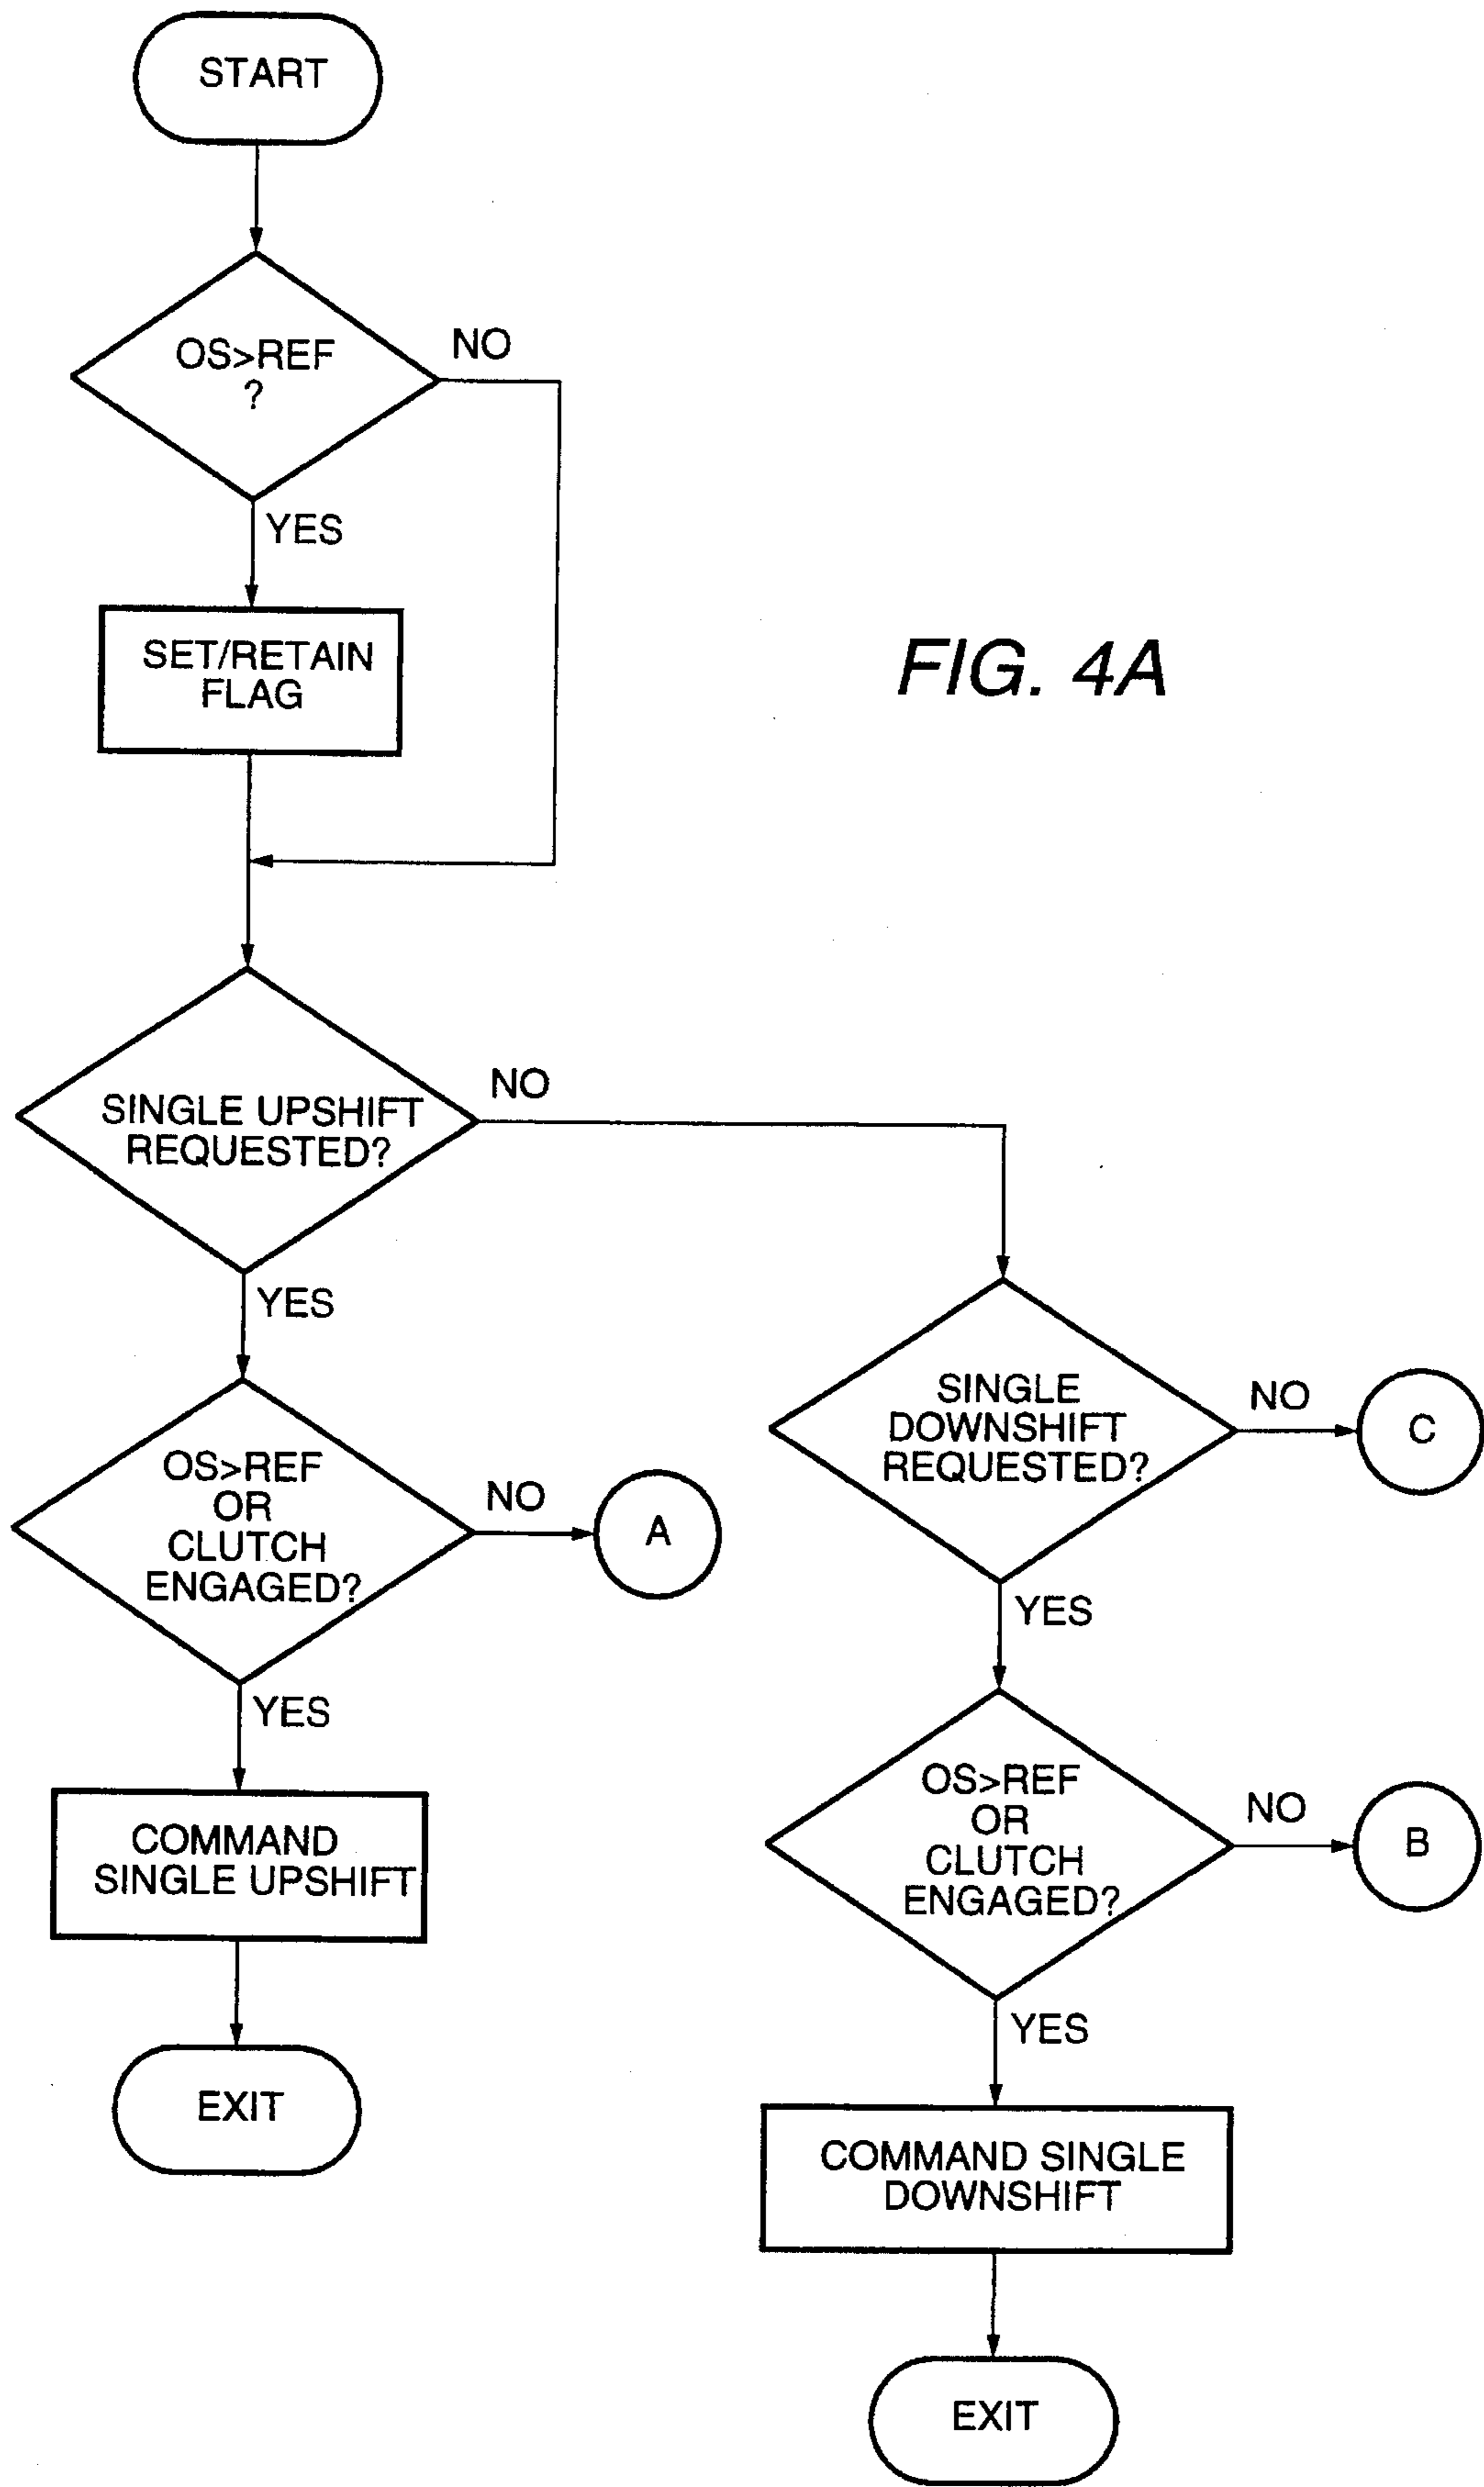 START
OS>REF
?
NO
YES
SET/RETAIN
FLAG
FIG. 4A
SINGLE UPSHIFT
REQUESTED?
NO
YES
OS>REF
OR
CLUTCH
ENGAGED?
NO
A
YES
COMMAND
SINGLE UPSHIFT
EXIT
SINGLE
DOWNSHIFT
REQUESTED?
NO
C
YES
OS>REF
OR
CLUTCH
ENGAGED?
NO
B
YES
COMMAND SINGLE
DOWNSHIFT
EXIT